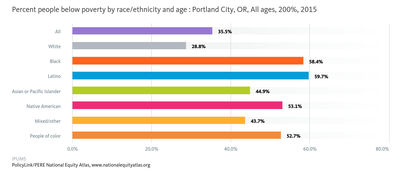 Percent people below poverty by race/ethnicity and age : Portland City, OR, All ages, 200%, 2015
All 35.5%
White 28.8%
Black 58.4%
Latino 59.7%
Asian or Pacific Islander 44.9%
Native American 53.1%
Mixed/other 43.7%
People of color 52.7%
0.0% 20.0% 40.0% 60.0% 80.0%
IPUMS
PolicyLink/PERE National Equity Atlas, www.nationalequityatlas.org